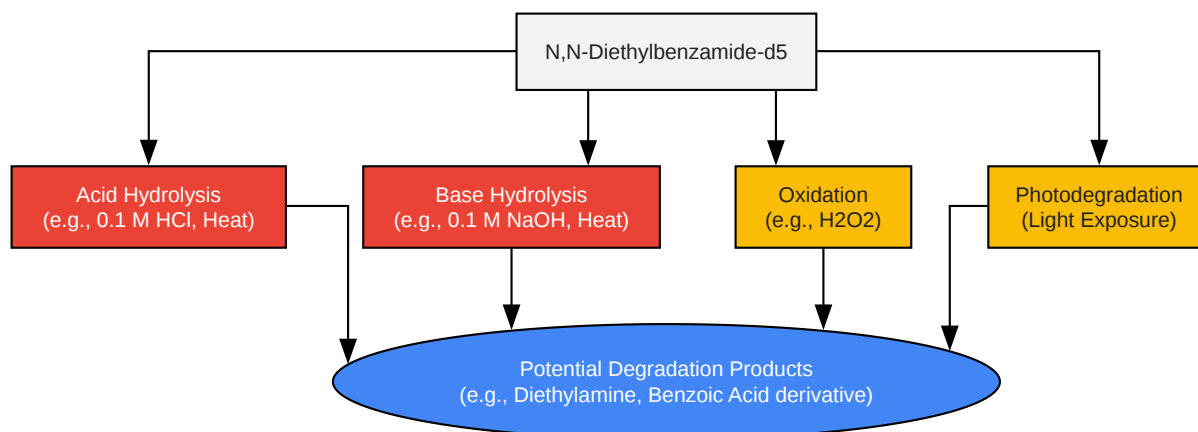 N,N-Diethylbenzamide-d5
Acid Hydrolysis
(e.g., 0.1 M HCl, Heat)
Base Hydrolysis
(e.g., 0.1 M NaOH, Heat)
Oxidation
(e.g., H2O2)
Photodegradation
(Light Exposure)
Potential Degradation Products
(e.g., Diethylamine, Benzoic Acid derivative)